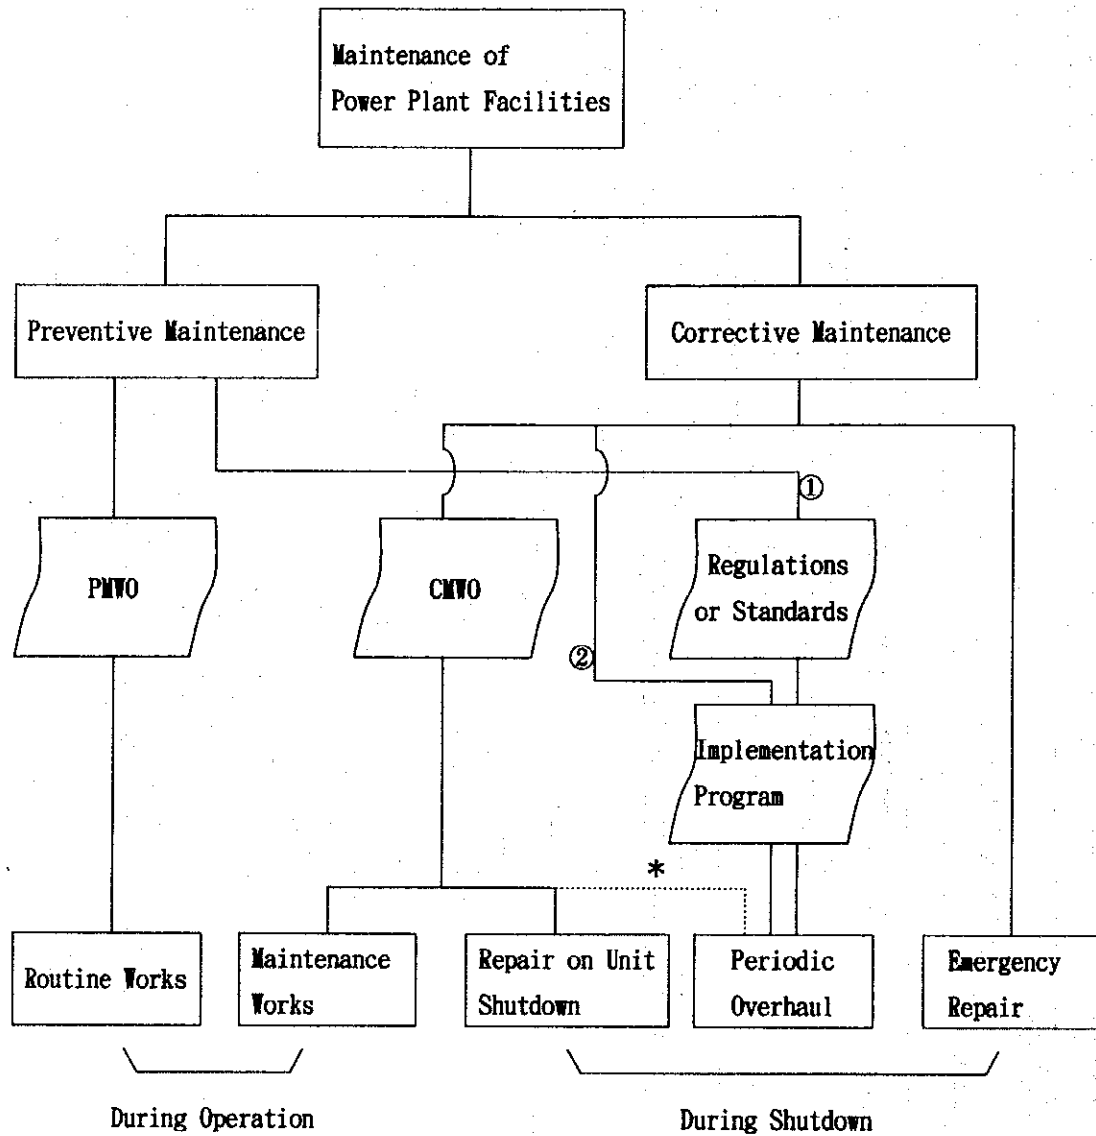 Maintenance of
Power Plant Facilities
Preventive Maintenance
Corrective Maintenance
①
PMWO
CMWO
Regulations
or Standards
②
Implementation
Program
*
Routine Works
Maintenance
Works
Repair on Unit
Shutdown
Periodic
Overhaul
Emergency
Repair
During Operation
During Shutdown